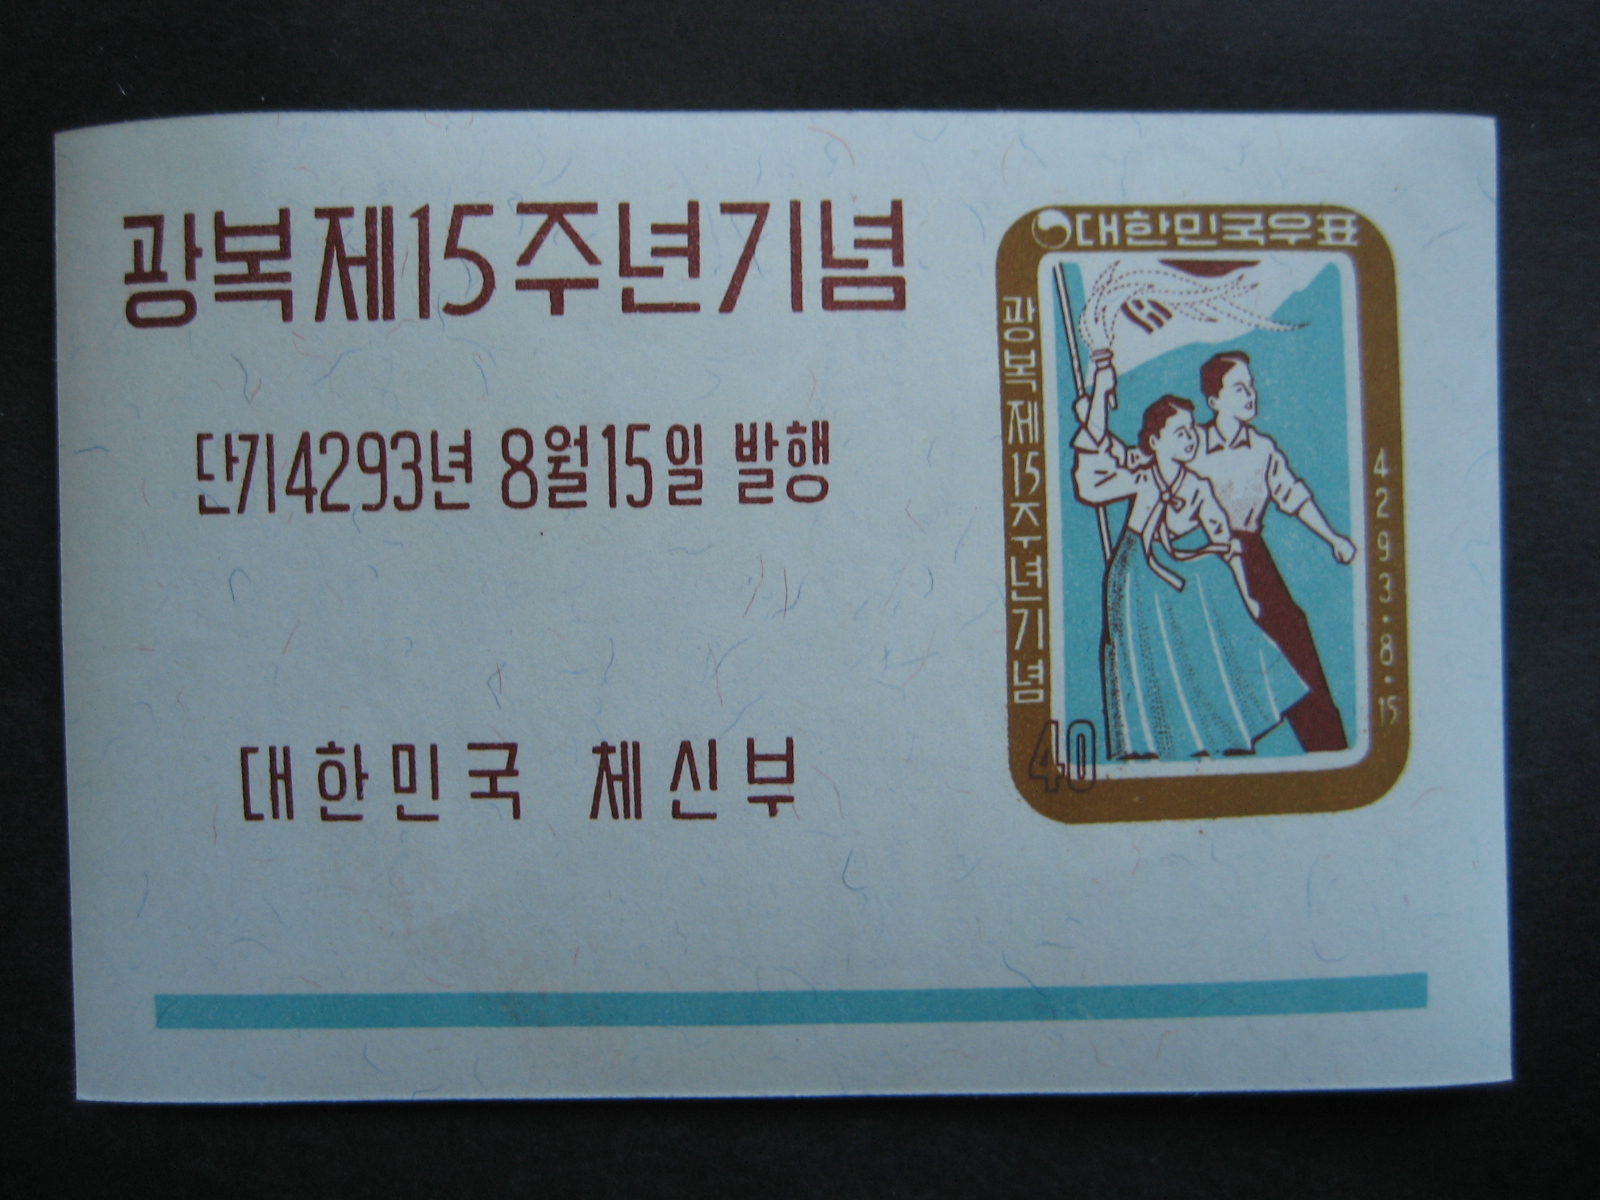 광복제15주년기념
단기4293년 8월15일 발행
대한민국 체신부
대한민국우표
광복제15주년기념
4293.8.15
40